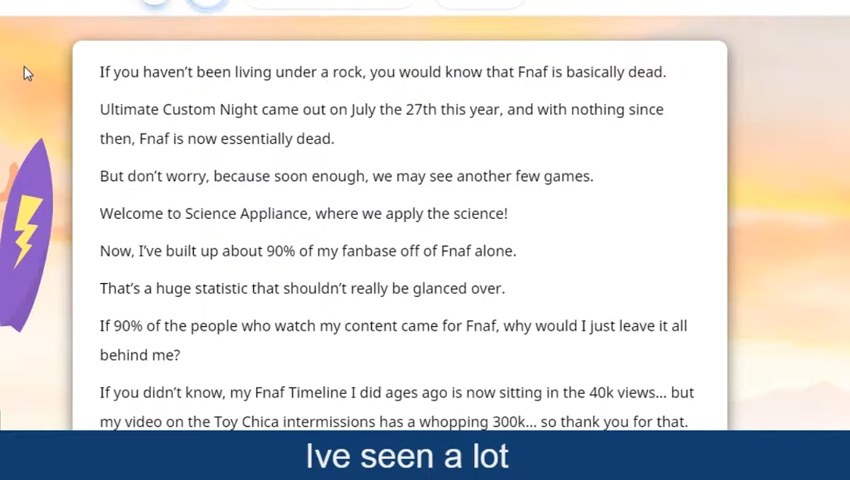 If you haven’t been living under a rock, you would know that Fnaf is basically dead.
Ultimate Custom Night came out on July the 27th this year, and with nothing since
then, Fnaf is now essentially dead.
But don’t worry, because soon enough, we may see another few games.
Welcome to Science Appliance, where we apply the science!
Now, I’ve built up about 90% of my fanbase off of Fnaf alone.
That’s a huge statistic that shouldn’t really be glanced over.
If 90% of the people who watch my content came for Fnaf, why would I just leave it all
behind me?
If you didn’t know, my Fnaf Timeline I did ages ago is now sitting in the 40k views... but
my video on the Toy Chica intermissions has a whopping 300k... so thank you for that.
Ive seen a lot